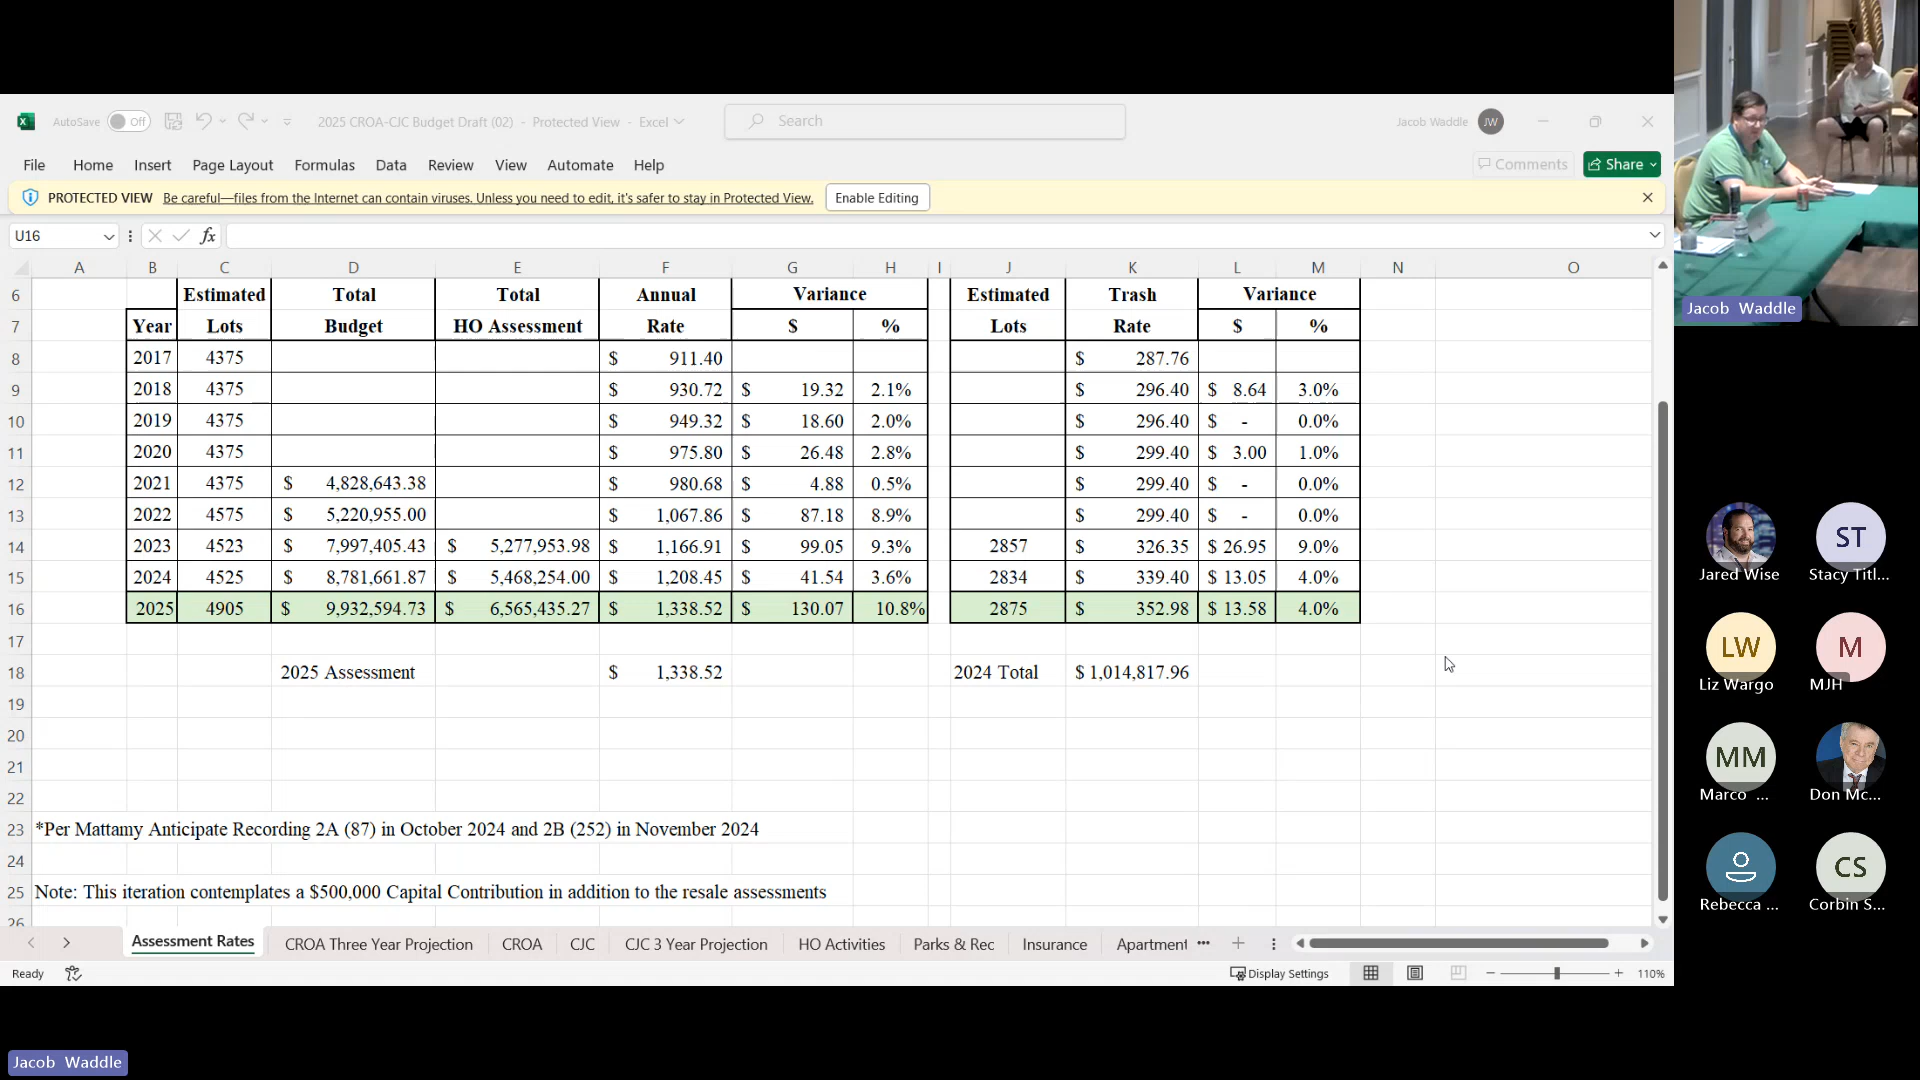 AutoSave Off 2025 CROA-CJC Budget Draft (02) - Protected View - Excel Search Jacob Waddle JW
File Home Insert Page Layout Formulas Data Review View Automate Help Comments Share
PROTECTED VIEW Be careful—files from the Internet can contain viruses. Unless you need to edit, it's safer to stay in Protected View. Enable Editing
U16 fx
A B C D E F G H I J K L M N O
6 Estimated Total Total Annual Variance Estimated Trash Variance
7 Year Lots Budget HO Assessment Rate $ % Lots Rate $ %
8 2017 4375 $ 911.40 $ 287.76
9 2018 4375 $ 930.72 $ 19.32 2.1% $ 296.40 $ 8.64 3.0%
10 2019 4375 $ 949.32 $ 18.60 2.0% $ 296.40 $ - 0.0%
11 2020 4375 $ 975.80 $ 26.48 2.8% $ 299.40 $ 3.00 1.0%
12 2021 4375 $ 4,828,643.38 $ 980.68 $ 4.88 0.5% $ 299.40 $ - 0.0%
13 2022 4575 $ 5,220,955.00 $ 1,067.86 $ 87.18 8.9% $ 299.40 $ - 0.0%
14 2023 4523 $ 7,997,405.43 $ 5,277,953.98 $ 1,166.91 $ 99.05 9.3% 2857 $ 326.35 $ 26.95 9.0%
15 2024 4525 $ 8,781,661.87 $ 5,468,254.00 $ 1,208.45 $ 41.54 3.6% 2834 $ 339.40 $ 13.05 4.0%
16 2025 4905 $ 9,932,594.73 $ 6,565,435.27 $ 1,338.52 $ 130.07 10.8% 2875 $ 352.98 $ 13.58 4.0%
17
18 2025 Assessment $ 1,338.52 2024 Total $ 1,014,817.96
19
20
21
22
23 *Per Mattamy Anticipate Recording 2A (87) in October 2024 and 2B (252) in November 2024
24
25 Note: This iteration contemplates a $500,000 Capital Contribution in addition to the resale assessments
26
Assessment Rates CROA Three Year Projection CROA CJC CJC 3 Year Projection HO Activities Parks & Rec Insurance Apartment ···
Ready Display Settings 110%
Jacob Waddle
Jacob Waddle
ST
Jared Wise Stacy Titl...
LW M
Liz Wargo MJH
MM
Marco ... Don Mc...
CS
Rebecca ... Corbin S...